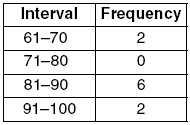 Interval Frequency
61–70 2
71–80 0
81–90 6
91–100 2